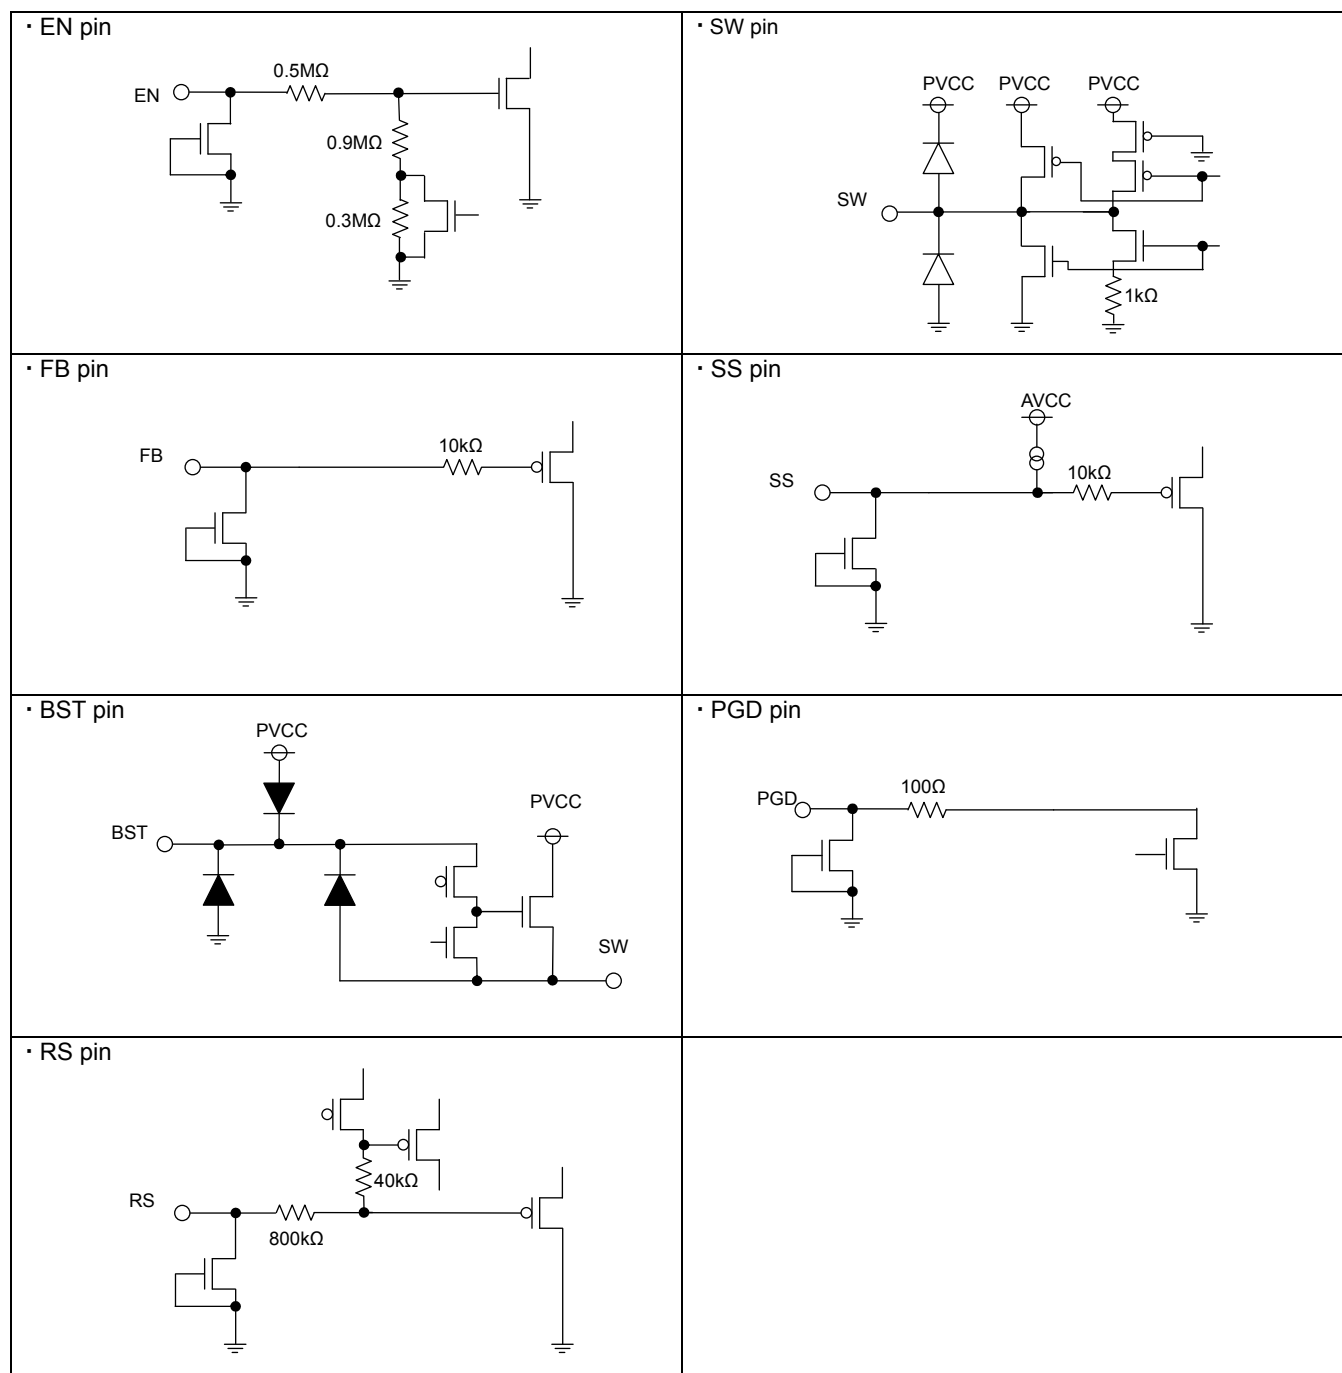 · EN pin
0.5MΩ
EN
0.9MΩ
0.3MΩ
· SW pin
PVCC PVCC PVCC
SW
1kΩ
· FB pin
10kΩ
FB
· SS pin
AVCC
10kΩ
SS
· BST pin
PVCC
PVCC
BST
SW
· PGD pin
100Ω
PGD
· RS pin
40kΩ
RS
800kΩ